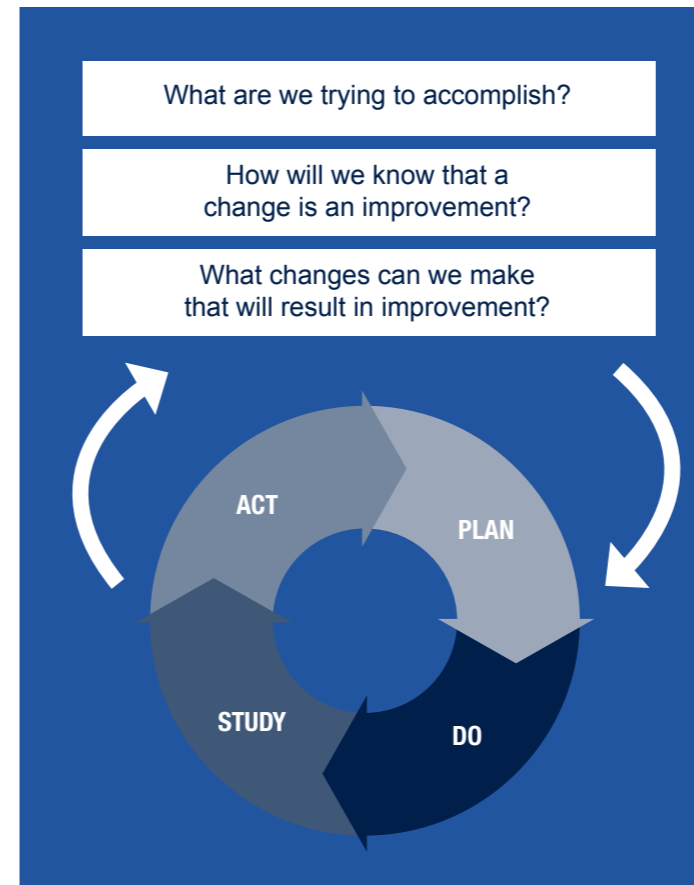 What are we trying to accomplish?
How will we know that a
change is an improvement?
What changes can we make
that will result in improvement?
ACT
PLAN
STUDY
DO